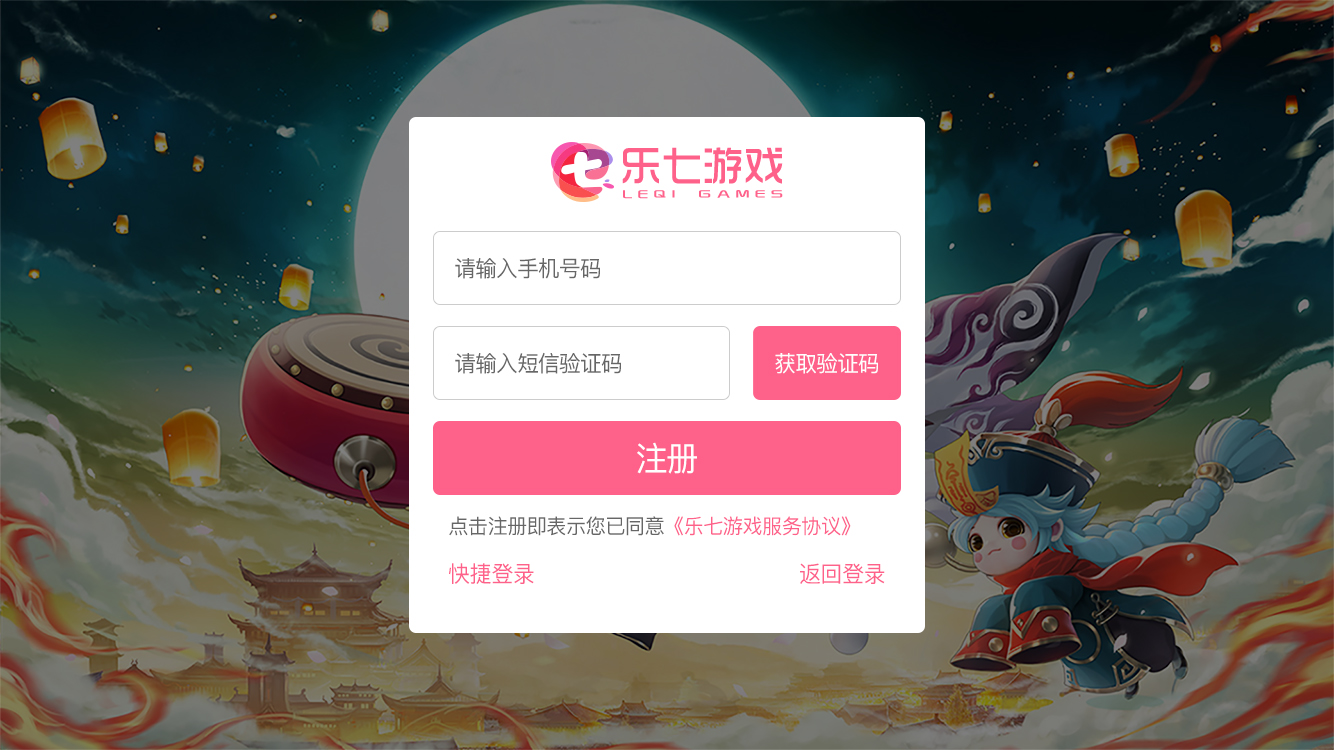 乐七游戏
LEQI GAMES
请输入手机号码
请输入短信验证码
获取验证码
注册
点击注册即表示您已同意《乐七游戏服务协议》
快捷登录
返回登录